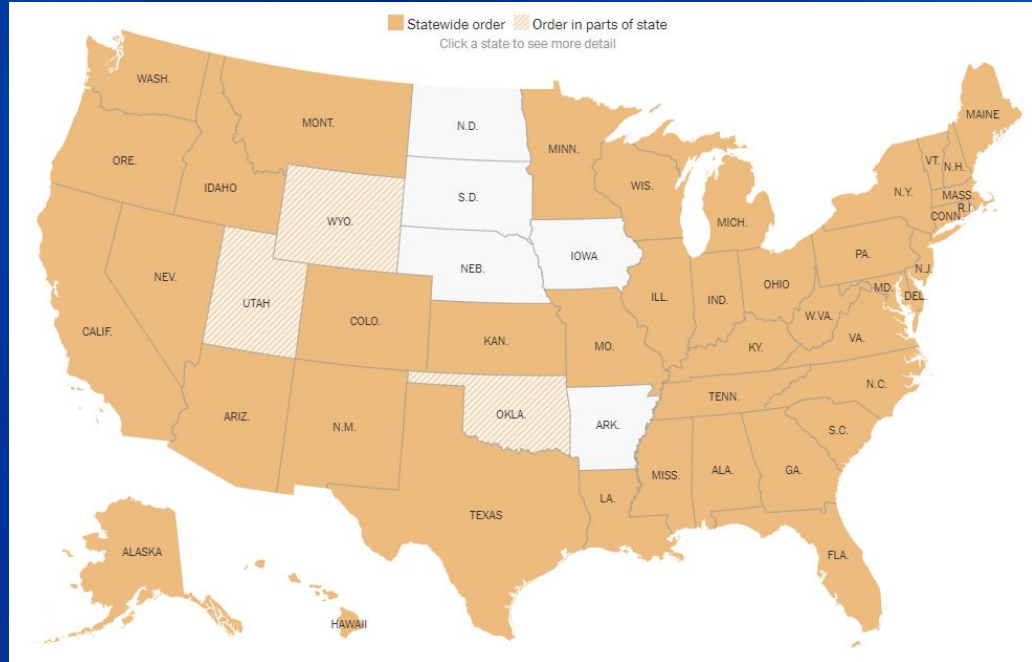 Statewide order Order in parts of state
Click a state to see more detail
WASH.
MONT.
N.D.
MINN.
MAINE
ORE.
IDAHO
S.D.
WIS.
MICH.
VT.
N.H.
N.Y.
MASS.
R.I.
CONN.
WYO.
NEB.
IOWA
PA.
N.J.
NEV.
UTAH
COLO.
ILL.
IND.
OHIO
MD.
DEL.
CALIF.
KAN.
MO.
W.VA.
VA.
KY.
ARIZ.
N.M.
OKLA.
ARK.
TENN.
N.C.
S.C.
TEXAS
LA.
MISS.
ALA.
GA.
ALASKA
FLA.
HAWAII